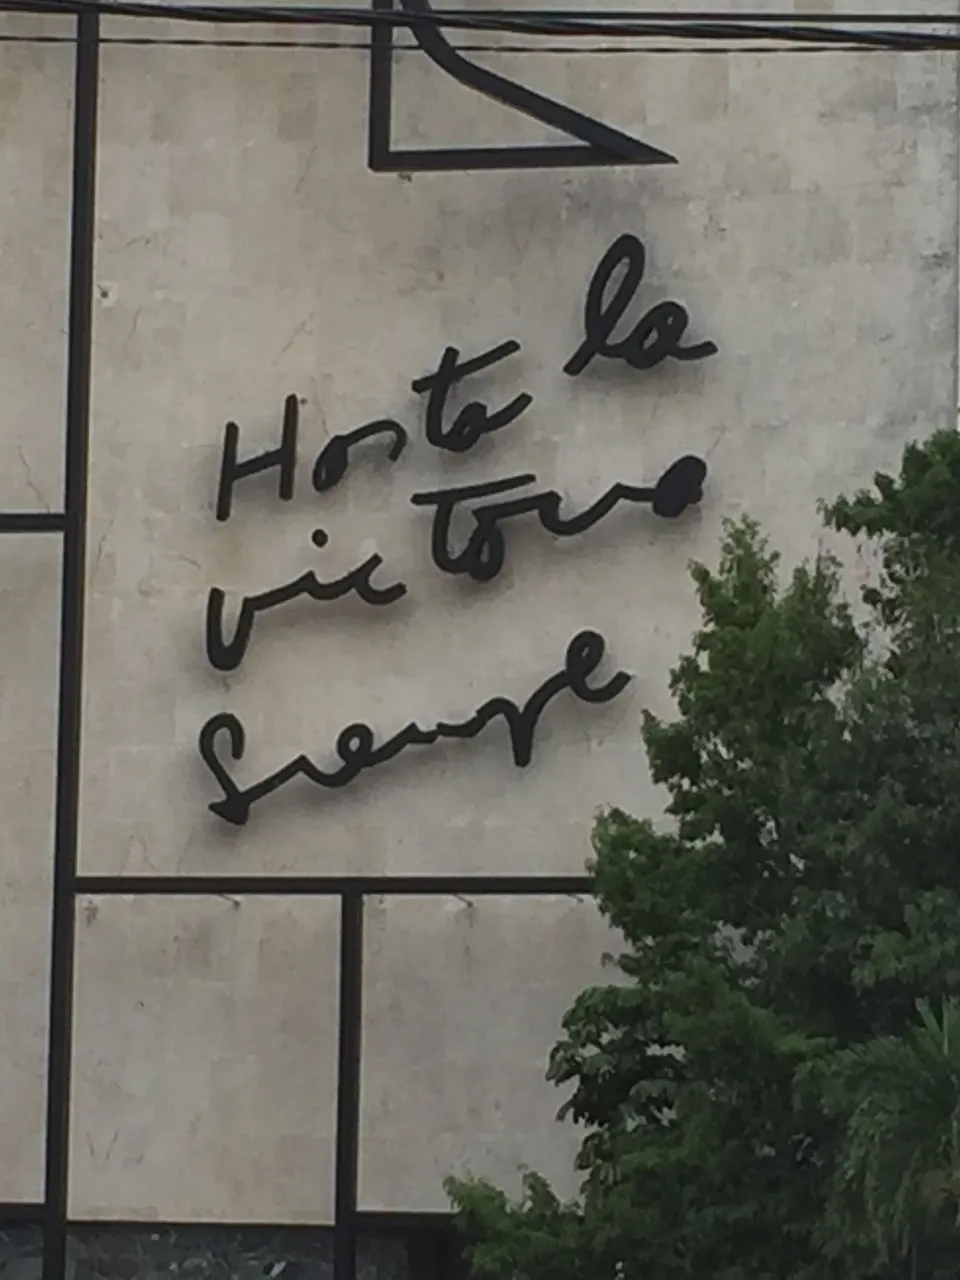 Hasta la
victoria
Siempre